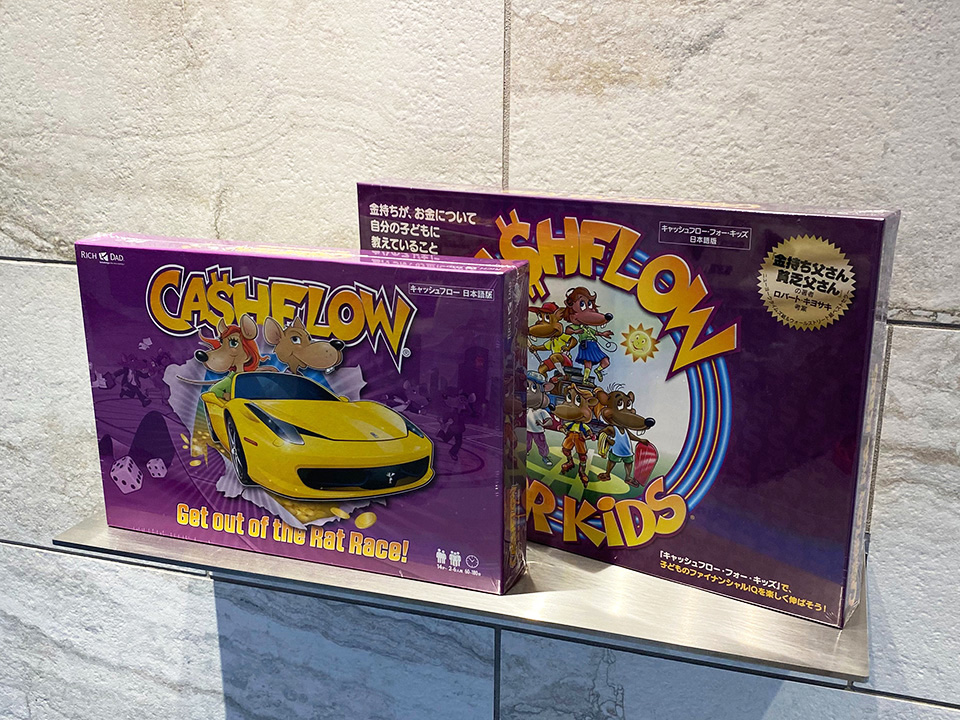 RICH DAD
CA$HFLOW
キャッシュフロー 日本語版
Get out of the Rat Race!
金持ちが、お金について
自分の子どもに
教えていること
$HFLOW
キャッシュフロー・フォー・キッズ
日本語版
金持ち父さん
貧乏父さん
の著者
ロバート・キヨサキ
考案
R KiDS
「キャッシュフロー・フォー・キッズ」で、
子どものファイナンシャルIQを楽しく伸ばそう!